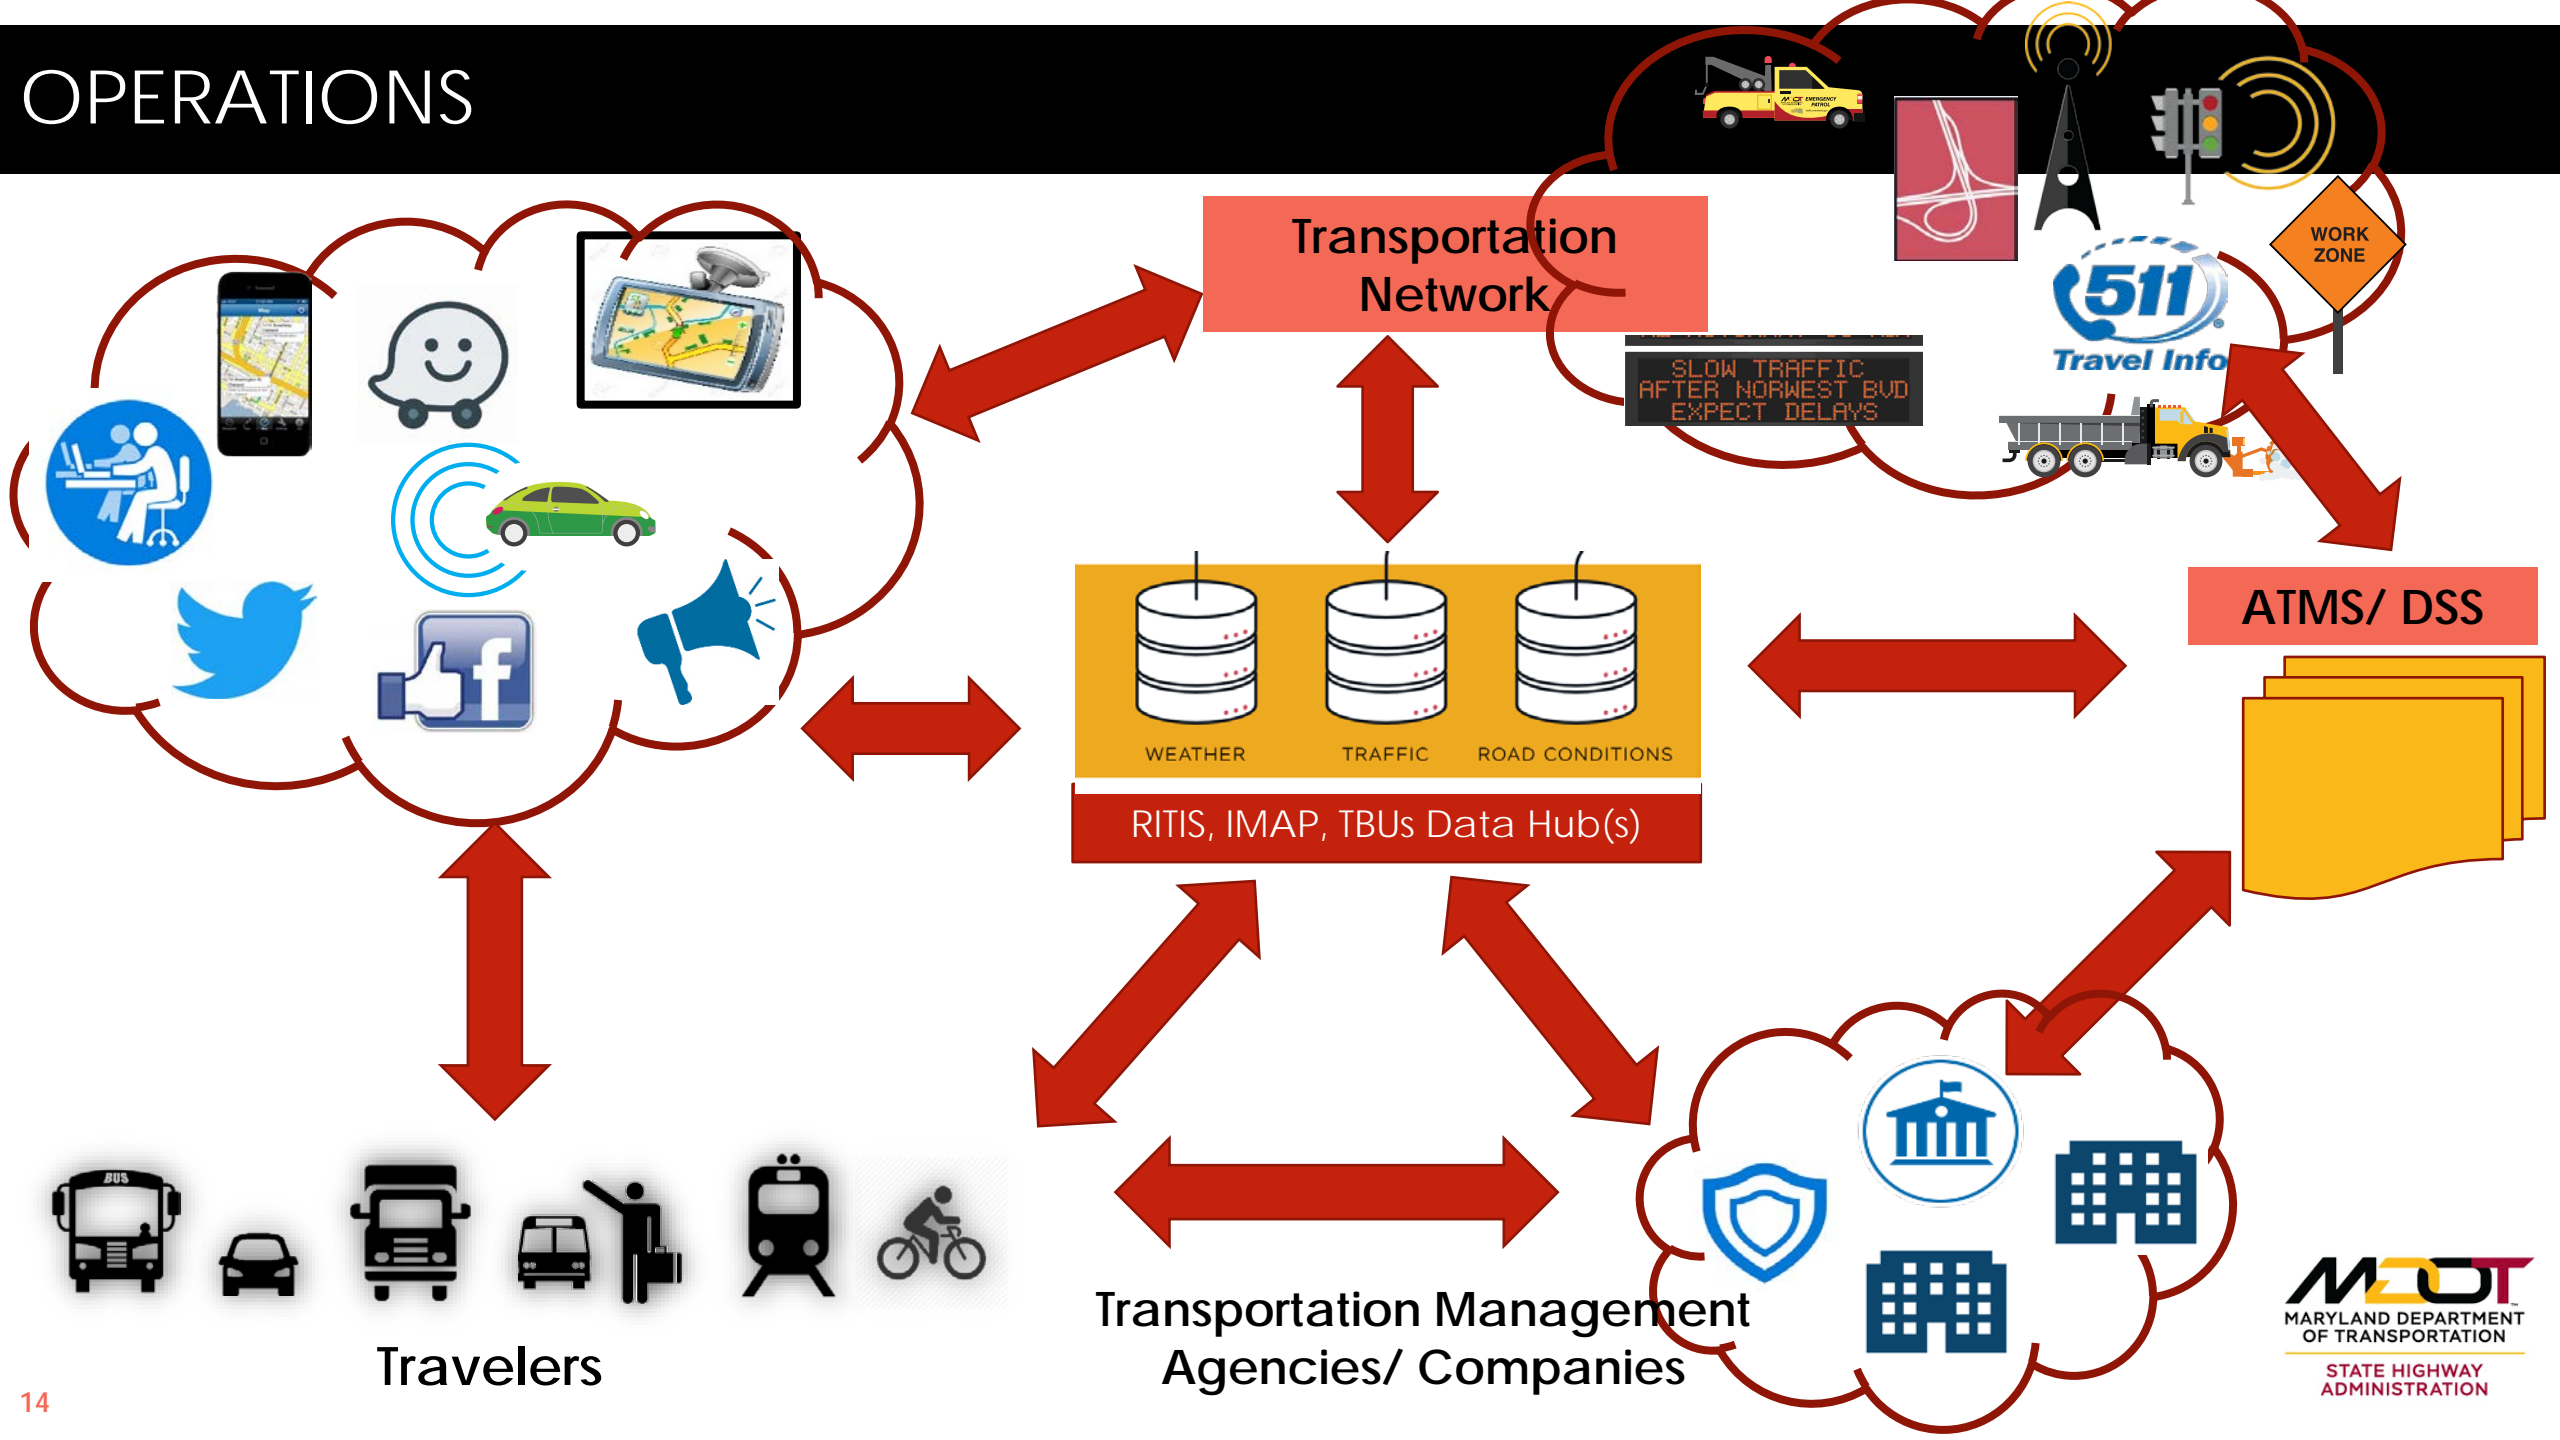 OPERATIONS
EMERGENCY
PATROL
WORK
ZONE
Transportation
Network
511
Travel Info
SLOW TRAFFIC
AFTER NORWEST BVD
EXPECT DELAYS
ATMS/ DSS
WEATHER
TRAFFIC
ROAD CONDITIONS
RITIS, IMAP, TBUs Data Hub(s)
BUS
Travelers
Transportation Management
Agencies/ Companies
MDOT
MARYLAND DEPARTMENT
OF TRANSPORTATION
STATE HIGHWAY
ADMINISTRATION
14